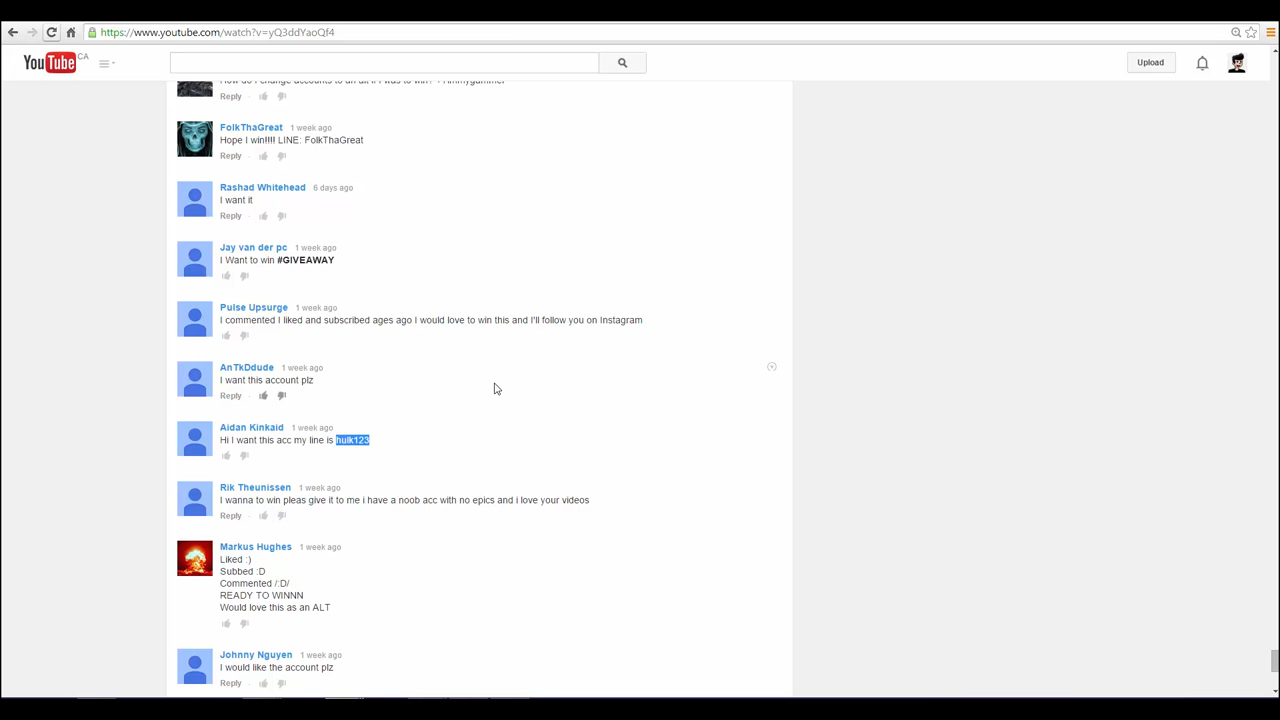 https://www.youtube.com/watch?v=yQ3ddYaoQf4
YouTube CA
Upload
Reply
FolkThaGreat 1 week ago
Hope I win!!!! LINE: FolkThaGreat
Reply
Rashad Whitehead 6 days ago
I want it
Reply
Jay van der pc 1 week ago
I Want to win #GIVEAWAY
Pulse Upsurge 1 week ago
I commented I liked and subscribed ages ago I would love to win this and I'll follow you on Instagram
AnTkDdude 1 week ago
I want this account plz
Reply
Aidan Kinkaid 1 week ago
Hi I want this acc my line is hulk123
Rik Theunissen 1 week ago
I wanna to win pleas give it to me i have a noob acc with no epics and i love your videos
Reply
Markus Hughes 1 week ago
Liked :)
Subbed :D
Commented /:D/
READY TO WINNN
Would love this as an ALT
Johnny Nguyen 1 week ago
I would like the account plz
Reply